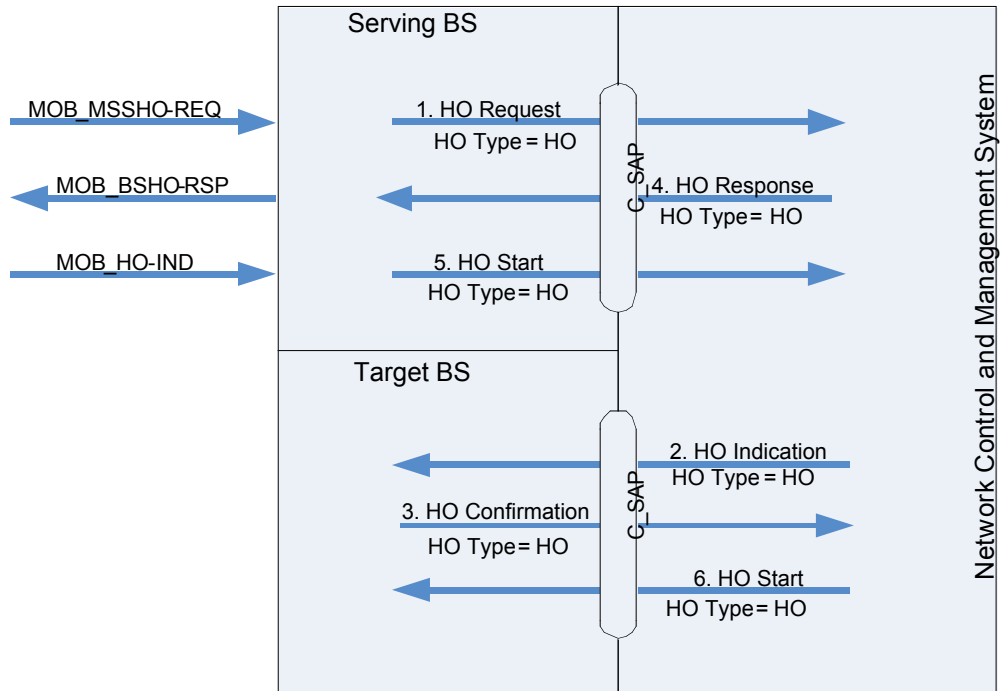 Serving BS
MOB_MSSHO-REQ
1. HO Request
HO Type = HO
MOB_BSHO-RSP
C_SAP
4. HO Response
HO Type = HO
MOB_HO-IND
5. HO Start
HO Type = HO
Target BS
2. HO Indication
HO Type = HO
C_SAP
3. HO Confirmation
HO Type = HO
6. HO Start
HO Type = HO
Network Control and Management System